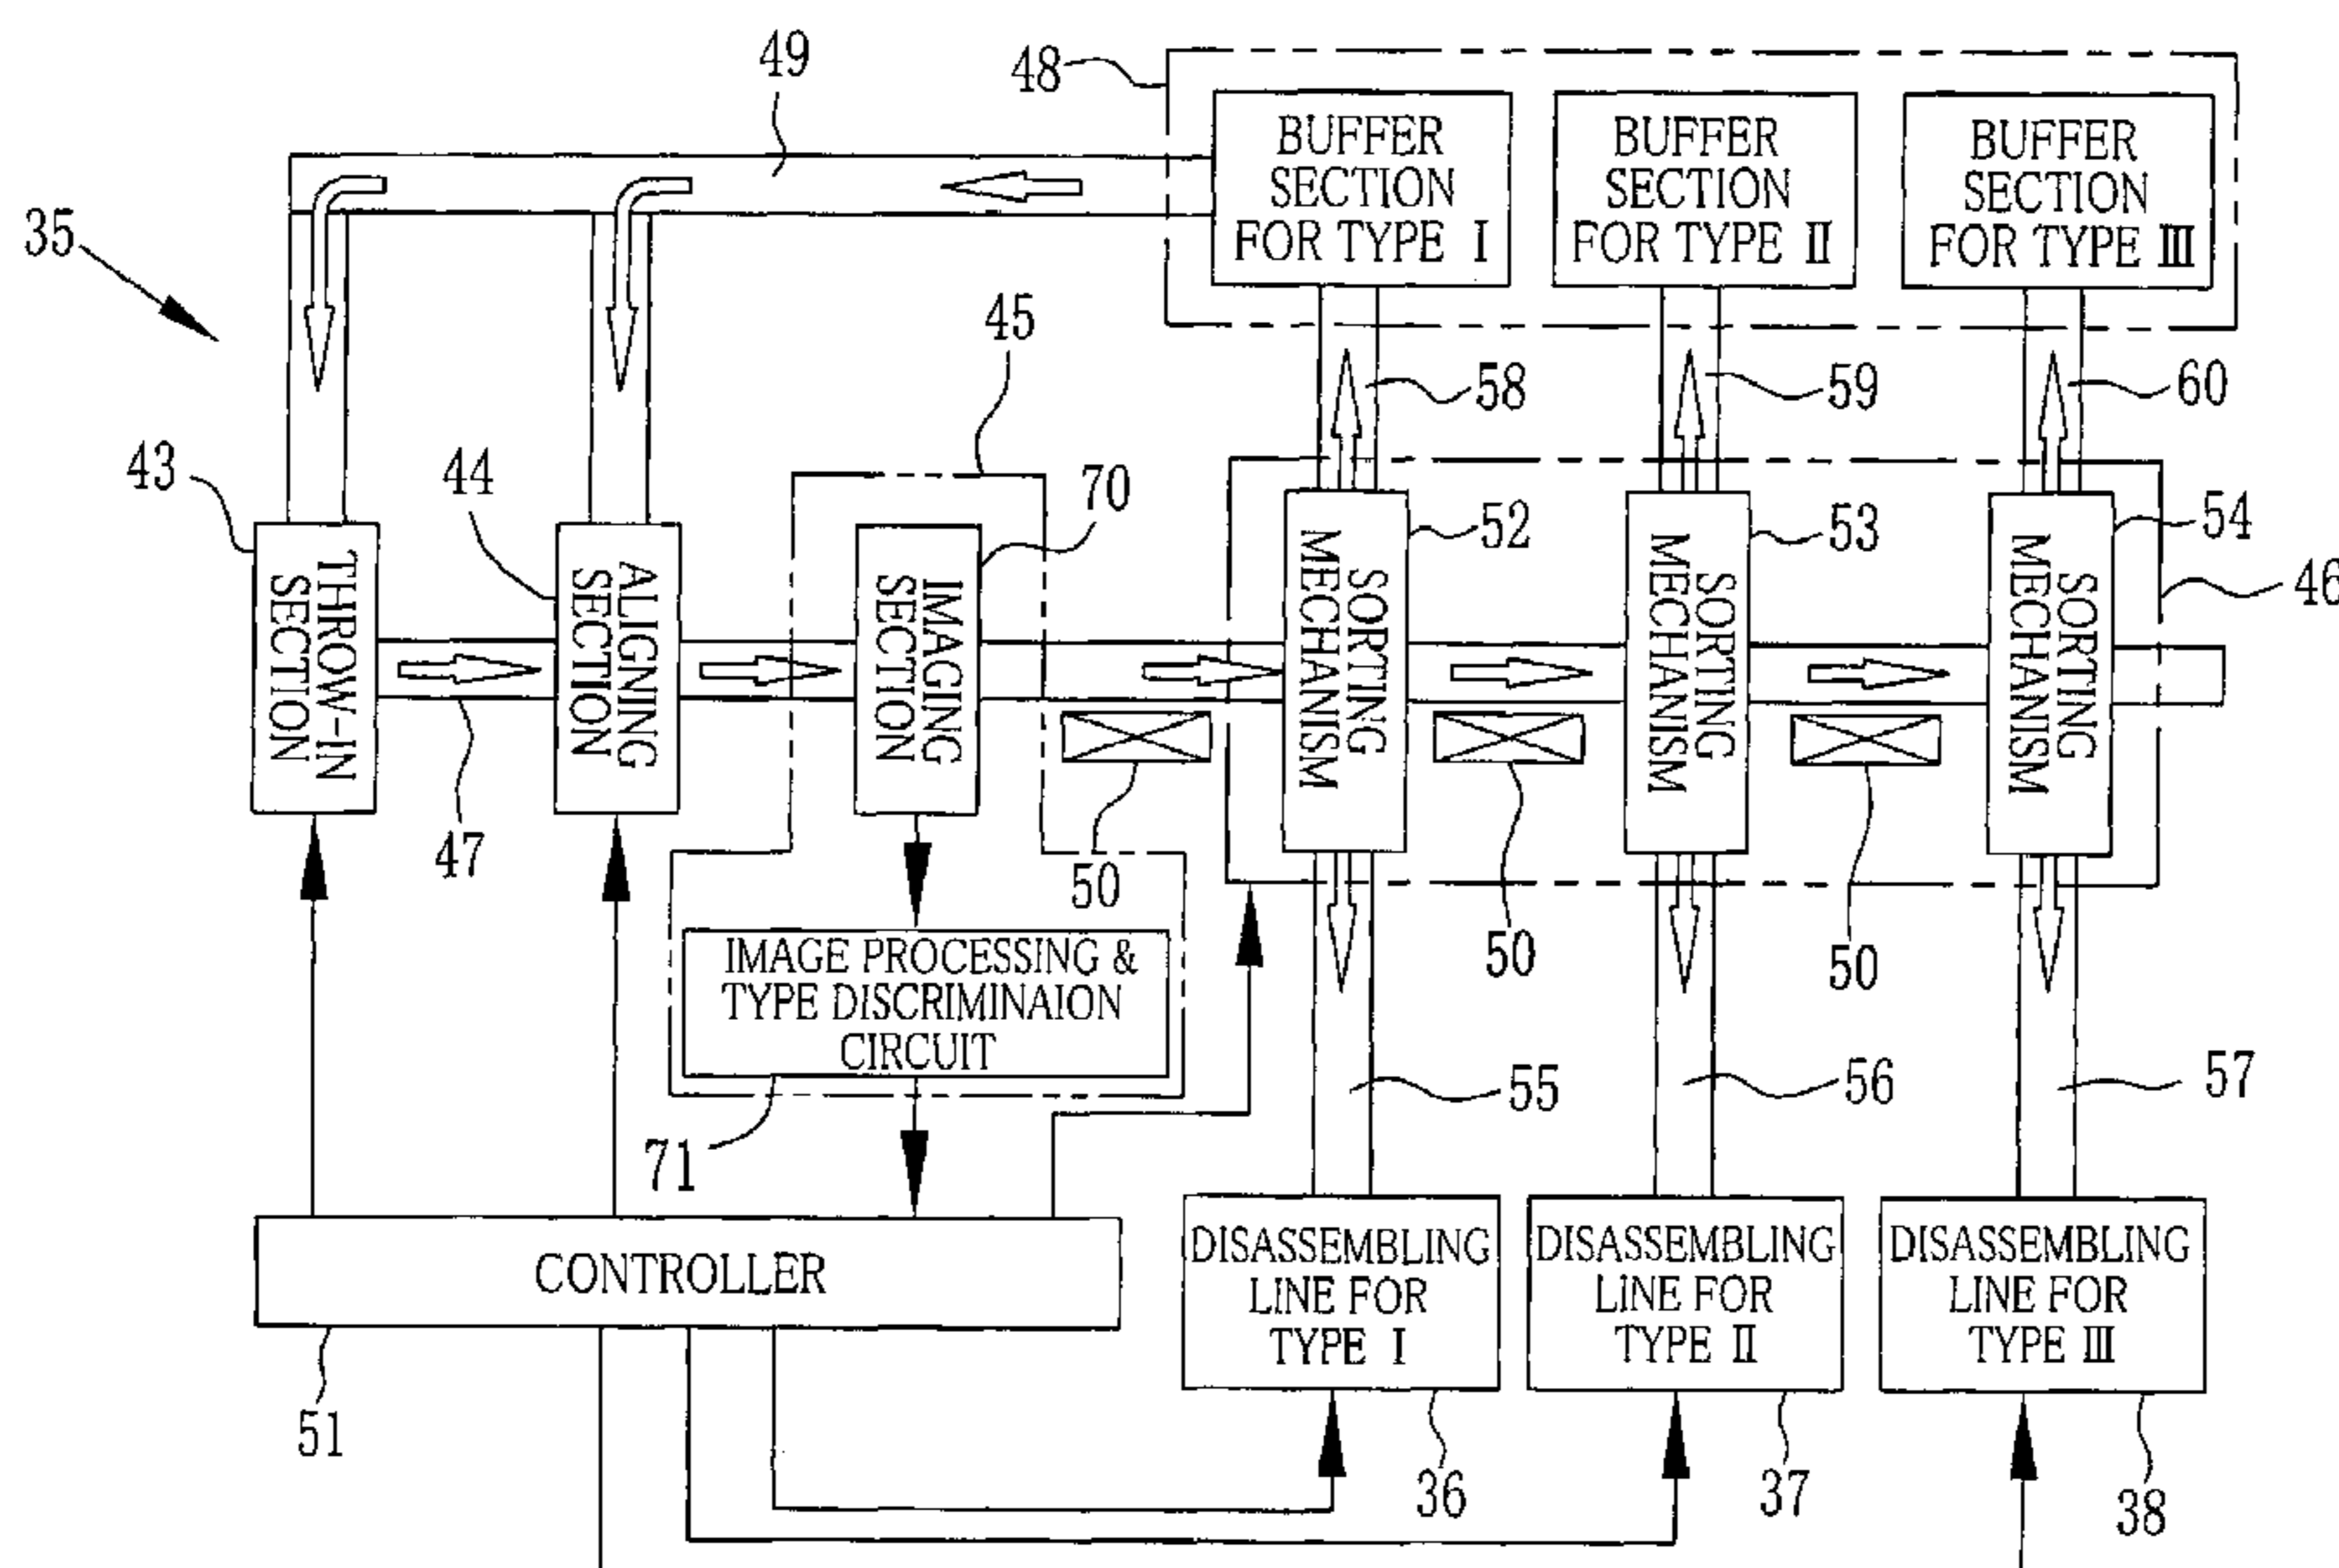 49
48
BUFFER
SECTION
FOR TYPE I
BUFFER
SECTION
FOR TYPE II
BUFFER
SECTION
FOR TYPE III
35
45
58
59
60
43
44
70
52
53
54
46
THROW-IN
SECTION
ALIGNING
SECTION
IMAGING
SECTION
SORTING
MECHANISM
SORTING
MECHANISM
SORTING
MECHANISM
47
50
50
50
IMAGE PROCESSING &
TYPE DISCRIMINAION
CIRCUIT
71
55
56
57
CONTROLLER
51
DISASSEMBLING
LINE FOR
TYPE I
DISASSEMBLING
LINE FOR
TYPE II
DISASSEMBLING
LINE FOR
TYPE III
36
37
38